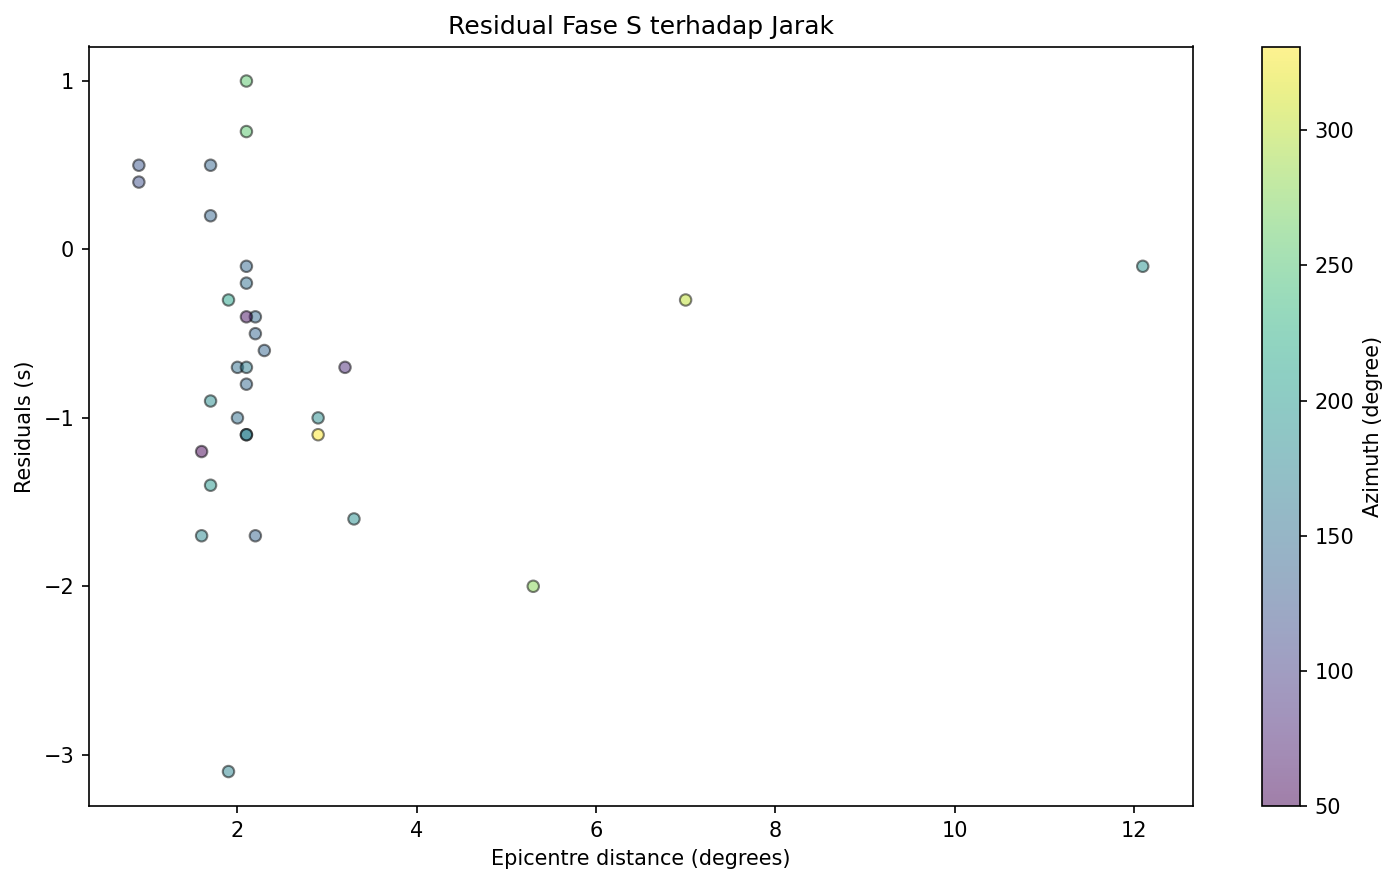 Residual Fase S terhadap Jarak
1
0
−1
−2
−3
Residuals (s)
2 4 6 8 10 12
Epicentre distance (degrees)
300
250
200
150
100
50
Azimuth (degree)